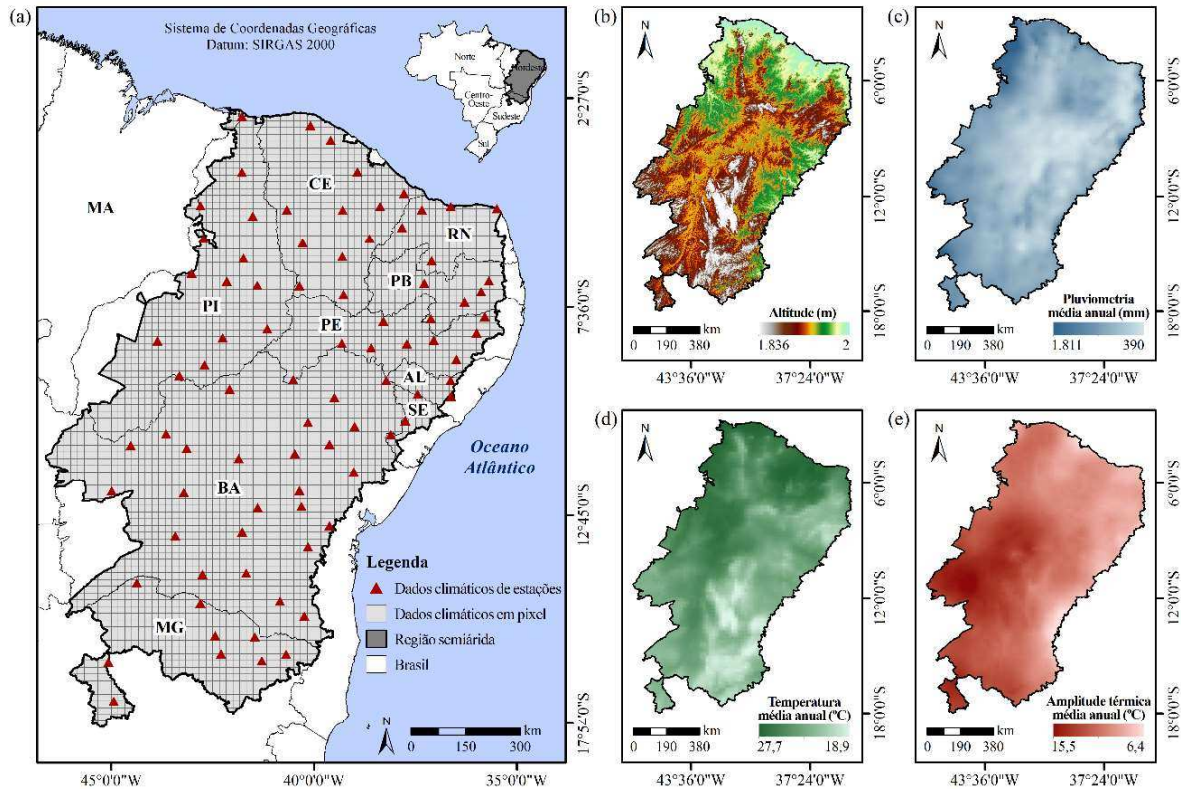 (a)
Sistema de Coordenadas Geográficas
Datum: SIRGAS 2000
Norte
Nordeste
Centro-
Oeste
Sudeste
Sul
MA
CE
RN
PB
PI
PE
AL
SE
BA
MG
Oceano
Atlântico
Legenda
Dados climáticos de estações
Dados climáticos em pixel
Região semiárida
Brasil
N
km
0 150 300
2°27'0"S
7°36'0"S
12°45'0"S
17°54'0"S
45°0'0"W
40°0'0"W
35°0'0"W
(b)
N
Altitude (m)
1.836 2
km
0 190 380
43°36'0"W
37°24'0"W
6°0'0"S
12°0'0"S
18°0'0"S
(c)
N
Pluviometria
média anual (mm)
1.811 390
km
0 190 380
43°36'0"W
37°24'0"W
6°0'0"S
12°0'0"S
18°0'0"S
(d)
N
Temperatura
média anual (ºC)
27,7 18,9
km
0 190 380
43°36'0"W
37°24'0"W
6°0'0"S
12°0'0"S
18°0'0"S
(e)
N
Amplitude térmica
média anual (ºC)
15,5 6,4
km
0 190 380
43°36'0"W
37°24'0"W
6°0'0"S
12°0'0"S
18°0'0"S